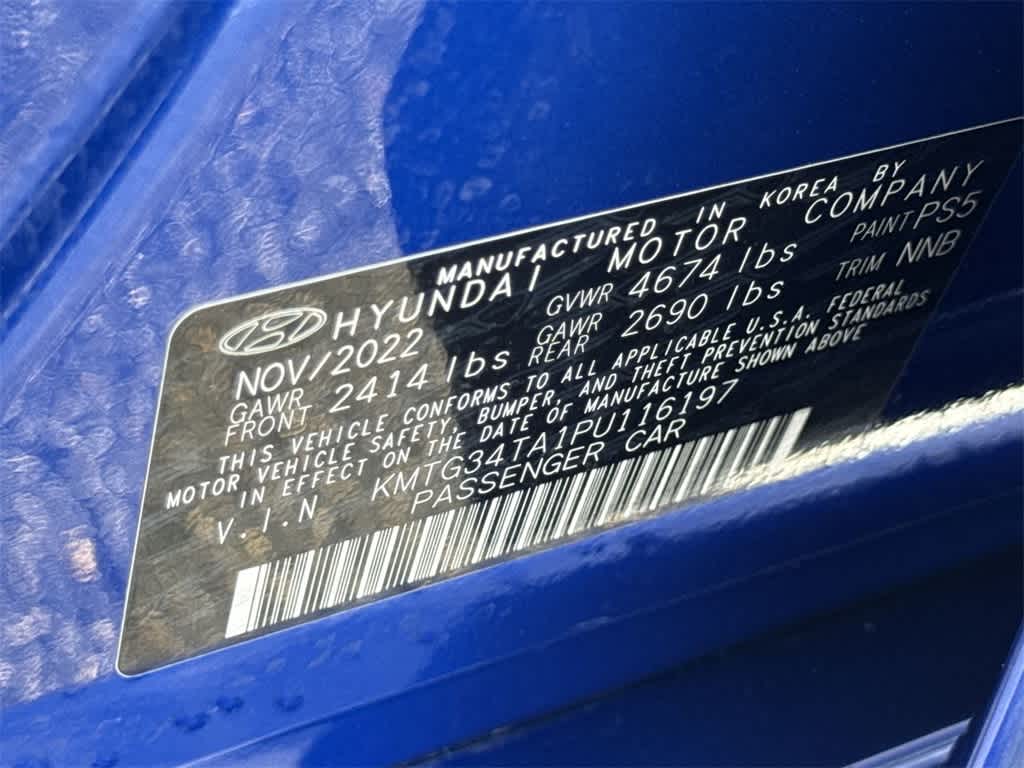 MANUFACTURED IN KOREA BY
HYUNDAI MOTOR COMPANY
NOV/2022 GVWR 4674 lbs PAINT PS5
GAWR FRONT 2414 lbs GAWR REAR 2690 lbs TRIM NNB
THIS VEHICLE CONFORMS TO ALL APPLICABLE U.S.A. FEDERAL
MOTOR VEHICLE SAFETY, BUMPER, AND THEFT PREVENTION STANDARDS
IN EFFECT ON THE DATE OF MANUFACTURE SHOWN ABOVE
V.I.N KMTG34TA1PU116197
PASSENGER CAR